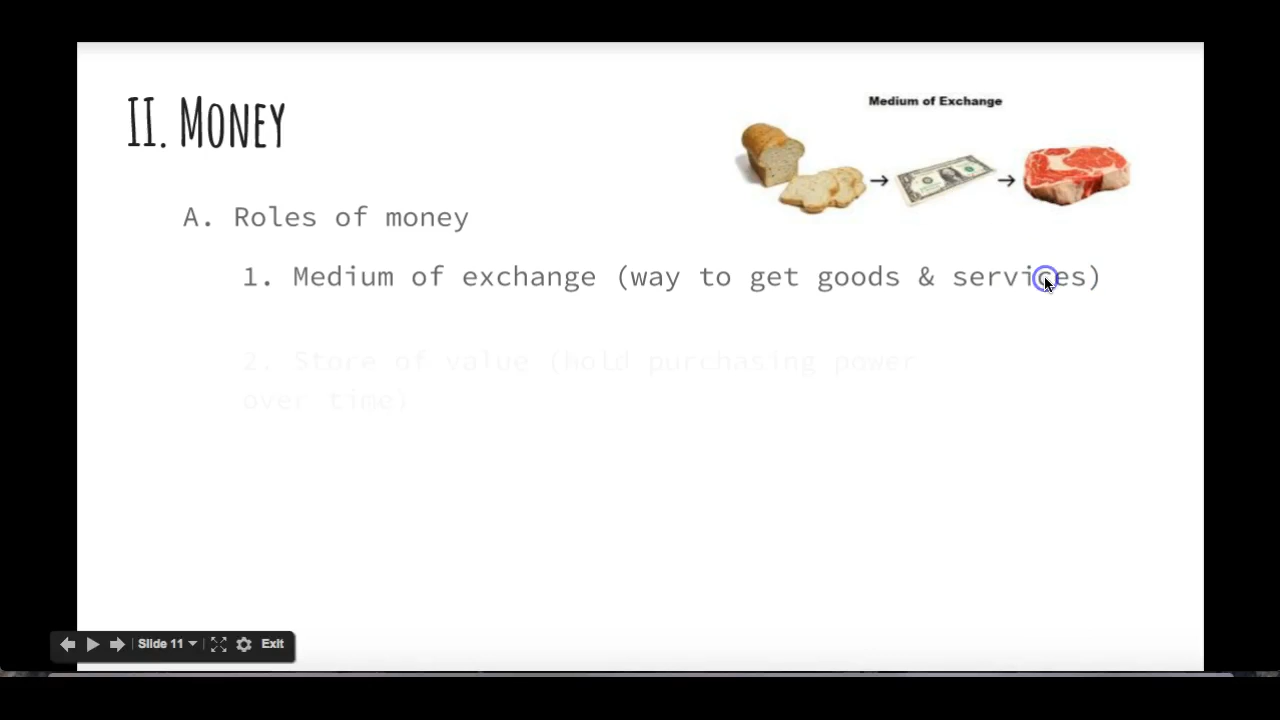 II. Money
Medium of Exchange
A. Roles of money
1. Medium of exchange (way to get goods & services)
2. Store of value (hold purchasing power
over time)
Slide 11
Exit